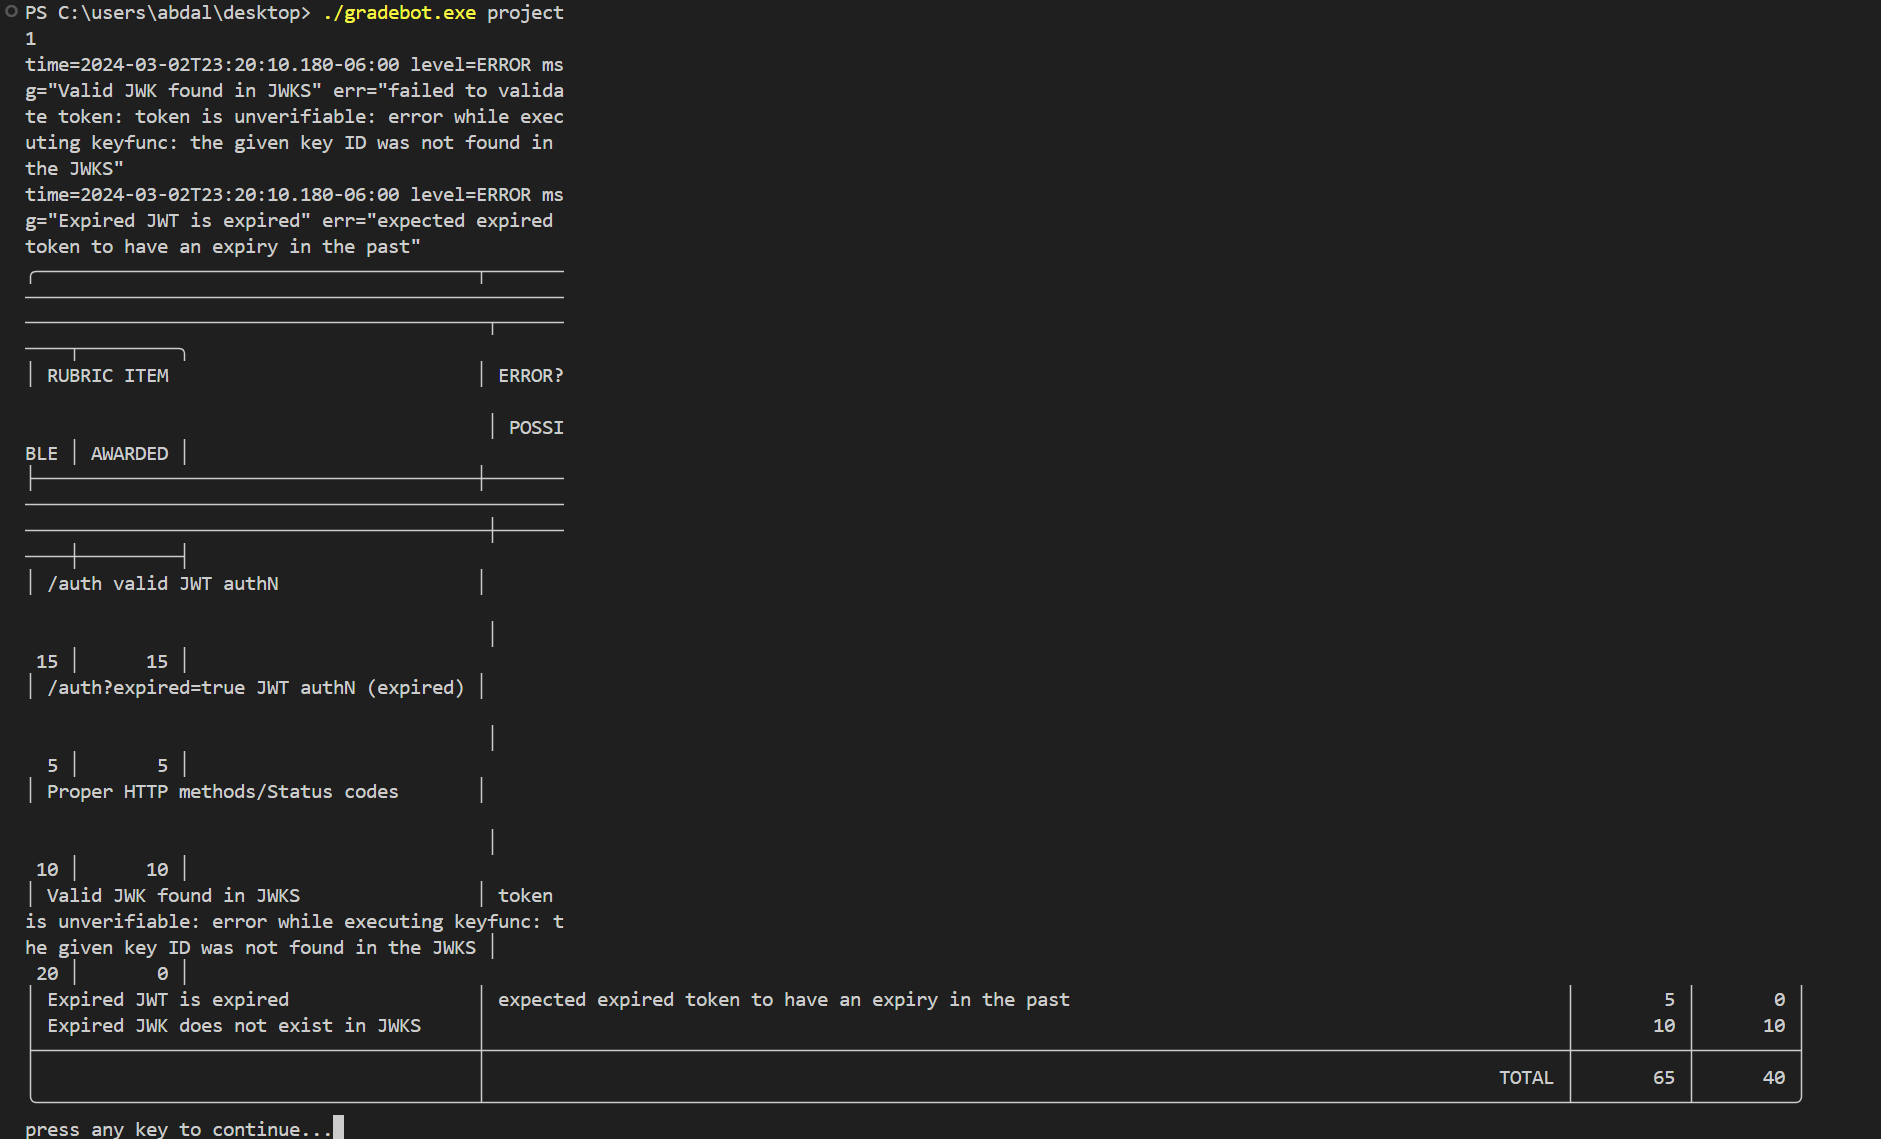 PS C:\users\abdal\desktop> ./gradebot.exe project
1
time=2024-03-02T23:20:10.180-06:00 level=ERROR ms
g="Valid JWK found in JWKS" err="failed to valida
te token: token is unverifiable: error while exec
uting keyfunc: the given key ID was not found in
the JWKS"
time=2024-03-02T23:20:10.180-06:00 level=ERROR ms
g="Expired JWT is expired" err="expected expired
token to have an expiry in the past"
RUBRIC ITEM ERROR?
POSSI
BLE AWARDED
/auth valid JWT authN
15 15
/auth?expired=true JWT authN (expired)
5 5
Proper HTTP methods/Status codes
10 10
Valid JWK found in JWKS token
is unverifiable: error while executing keyfunc: t
he given key ID was not found in the JWKS
20 0
Expired JWT is expired expected expired token to have an expiry in the past 5 0
Expired JWK does not exist in JWKS 10 10
TOTAL 65 40
press any key to continue...